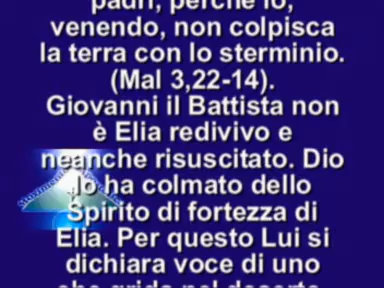 padri, perché io,
venendo, non colpisca
la terra con lo sterminio.
(Mal 3,22-14).
Giovanni il Battista non
è Elia redivivo e
neanche risuscitato. Dio
lo ha colmato dello
Spirito di fortezza di
Elia. Per questo Lui si
dichiara voce di uno
che grida nel deserto